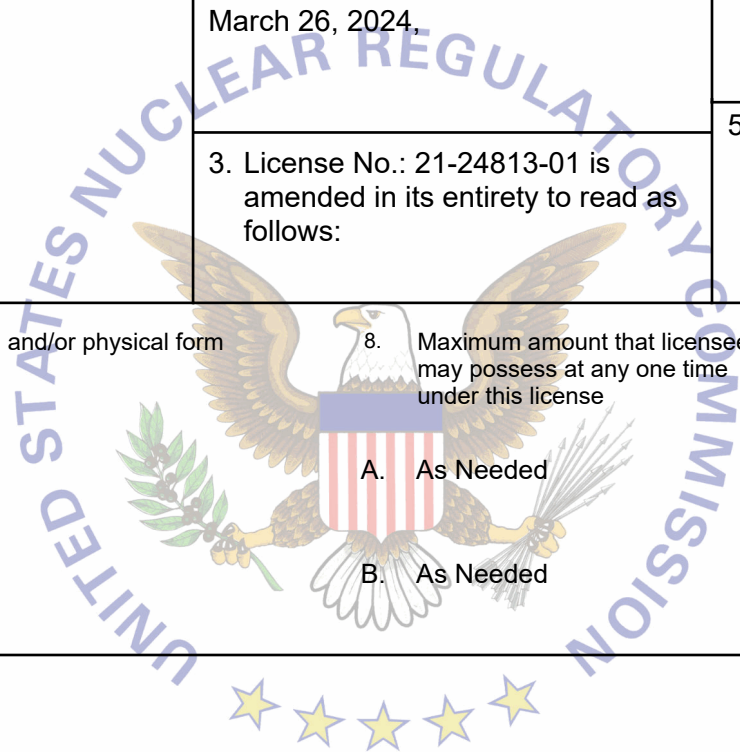 March 26, 2024,
5
3. License No.: 21-24813-01 is
amended in its entirety to read as
follows:
and/or physical form
8. Maximum amount that licensee
may possess at any one time
under this license
A. As Needed
B. As Needed
UNITED STATES NUCLEAR REGULATORY COMMISSION